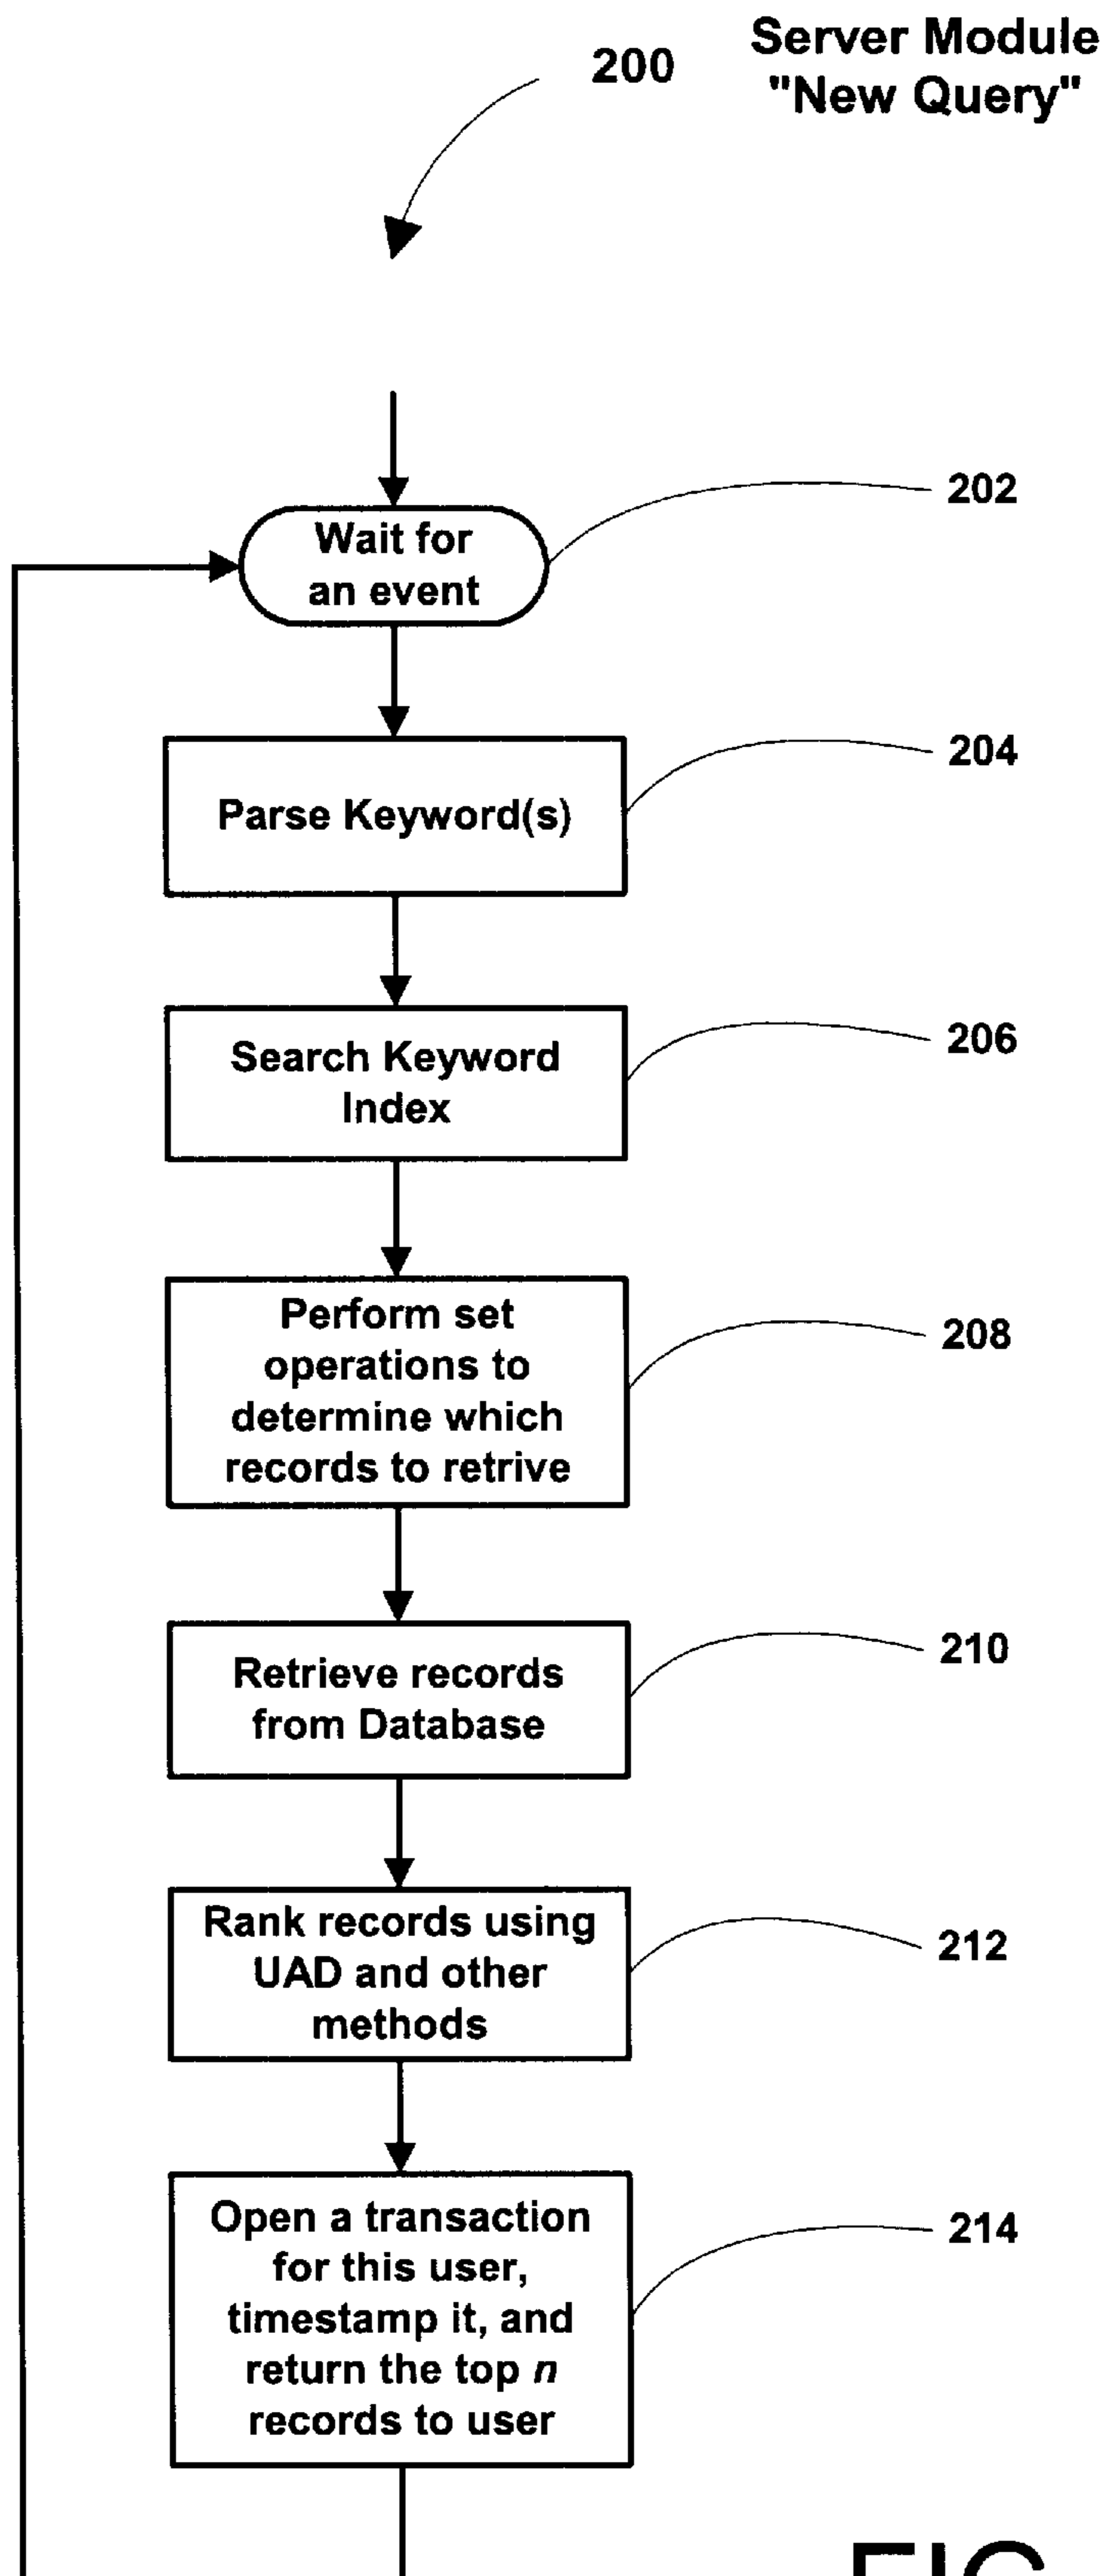 Server Module
200
"New Query"
202
Wait for
an event
204
Parse Keyword(s)
206
Search Keyword
Index
208
Perform set
operations to
determine which
records to retrive
210
Retrieve records
from Database
212
Rank records using
UAD and other
methods
214
Open a transaction
for this user,
timestamp it, and
return the top n
records to user
FIG